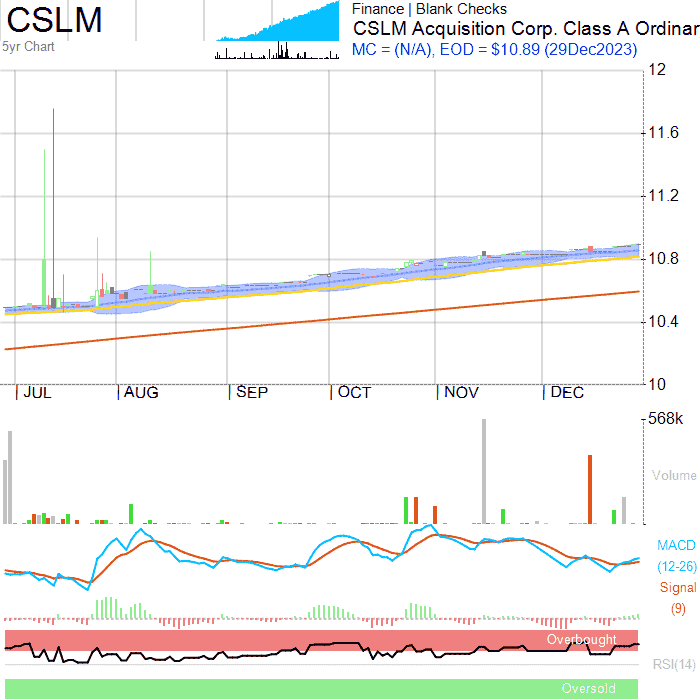 CSLM
5yr Chart
Finance | Blank Checks
CSLM Acquisition Corp. Class A Ordinar
MC = (N/A), EOD = $10.89 (29Dec2023)
12
11.6
11.2
10.8
10.4
10
JUL AUG SEP OCT NOV DEC
568k
Volume
MACD
(12-26)
Signal
(9)
Overbought
RSI(14)
Oversold